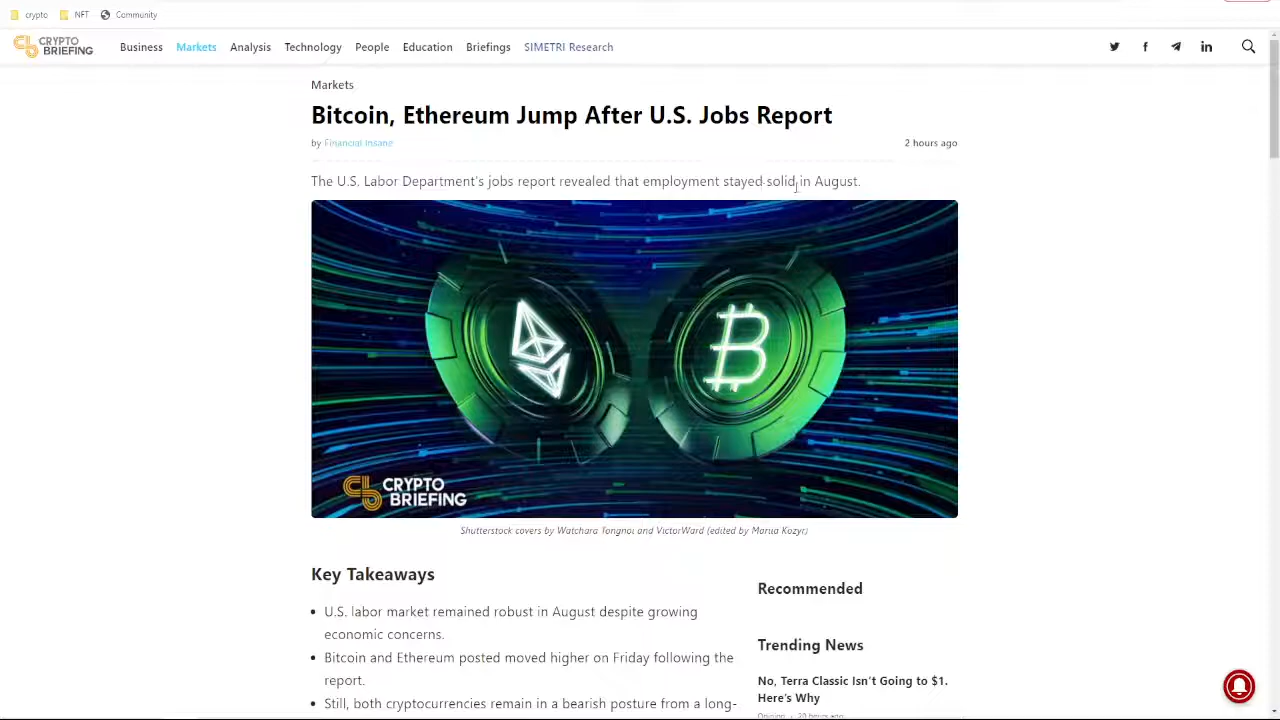 crypto NFT Community
CRYPTO
BRIEFING
Business Markets Analysis Technology People Education Briefings SIMETRI Research
Markets
Bitcoin, Ethereum Jump After U.S. Jobs Report
by Financial Insane 2 hours ago
The U.S. Labor Department's jobs report revealed that employment stayed solid in August.
CRYPTO
BRIEFING
Shutterstock covers by Watchara Tongnoi and VictorWard (edited by Mariia Kozyr)
Key Takeaways
U.S. labor market remained robust in August despite growing
economic concerns.
Bitcoin and Ethereum posted moved higher on Friday following the
report.
Still, both cryptocurrencies remain in a bearish posture from a long-
Recommended
Trending News
No, Terra Classic Isn't Going to $1.
Here's Why
Opinion 20 hours ago